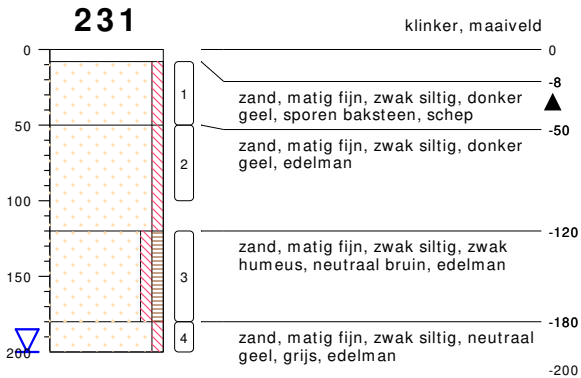 231
klinker, maaiveld
0
0
-8
zand, matig fijn, zwak siltig, donker
geel, sporen baksteen, schep
1
50
-50
zand, matig fijn, zwak siltig, donker
geel, edelman
2
100
-120
zand, matig fijn, zwak siltig, zwak
humeus, neutraal bruin, edelman
3
150
-180
zand, matig fijn, zwak siltig, neutraal
geel, grijs, edelman
4
200
-200